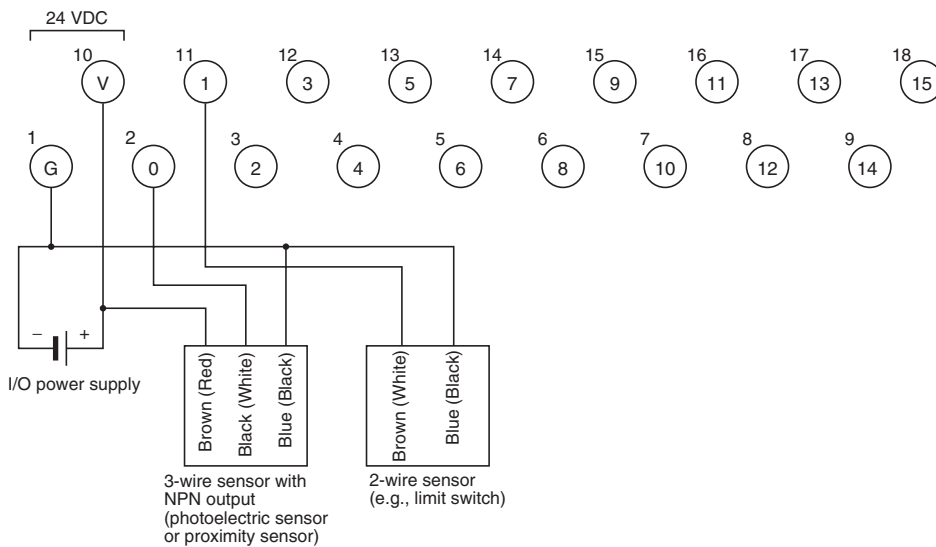 24 VDC
10 11 12 13 14 15 16 17 18
V 1 3 5 7 9 11 13 15
1 2 3 4 5 6 7 8 9
G 0 2 4 6 8 10 12 14
− +
I/O power supply
Brown (Red)
Black (White)
Blue (Black)
Brown (White)
Blue (Black)
3-wire sensor with
NPN output
(photoelectric sensor
or proximity sensor)
2-wire sensor
(e.g., limit switch)